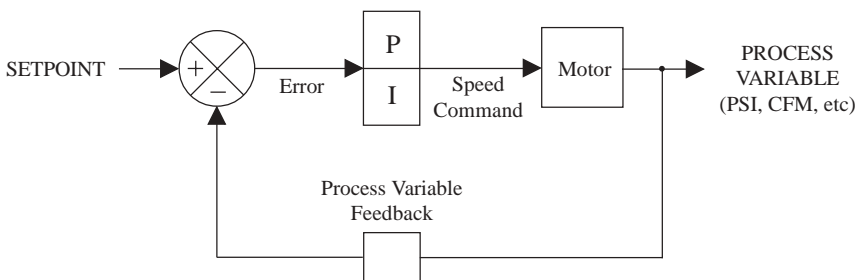 SETPOINT
+
−
Error
P
I
Speed
Command
Motor
PROCESS
VARIABLE
(PSI, CFM, etc)
Process Variable
Feedback